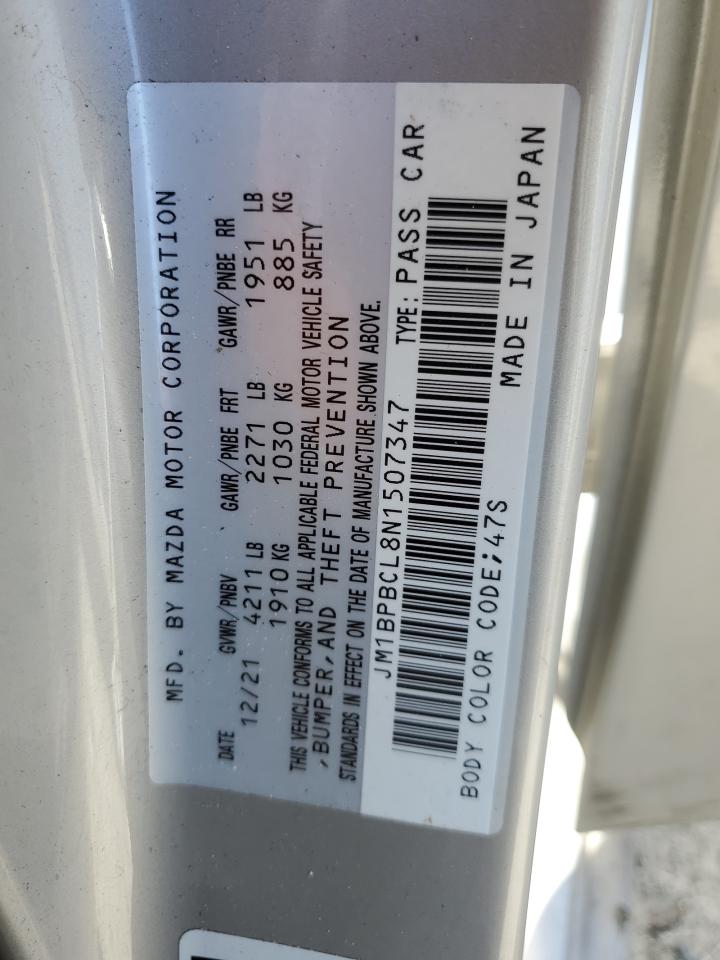 MFD. BY MAZDA MOTOR CORPORATION
DATE GVWR/PNBV GAWR/PNBE FRT GAWR/PNBE RR
12/21 4211 LB 2271 LB 1951 LB
1910 KG 1030 KG 885 KG
THIS VEHICLE CONFORMS TO ALL APPLICABLE FEDERAL MOTOR VEHICLE SAFETY
,BUMPER,AND THEFT PREVENTION
STANDARDS IN EFFECT ON THE DATE OF MANUFACTURE SHOWN ABOVE.
JM1BPBCL8N1507347 TYPE: PASS CAR
BODY COLOR CODE;47S MADE IN JAPAN